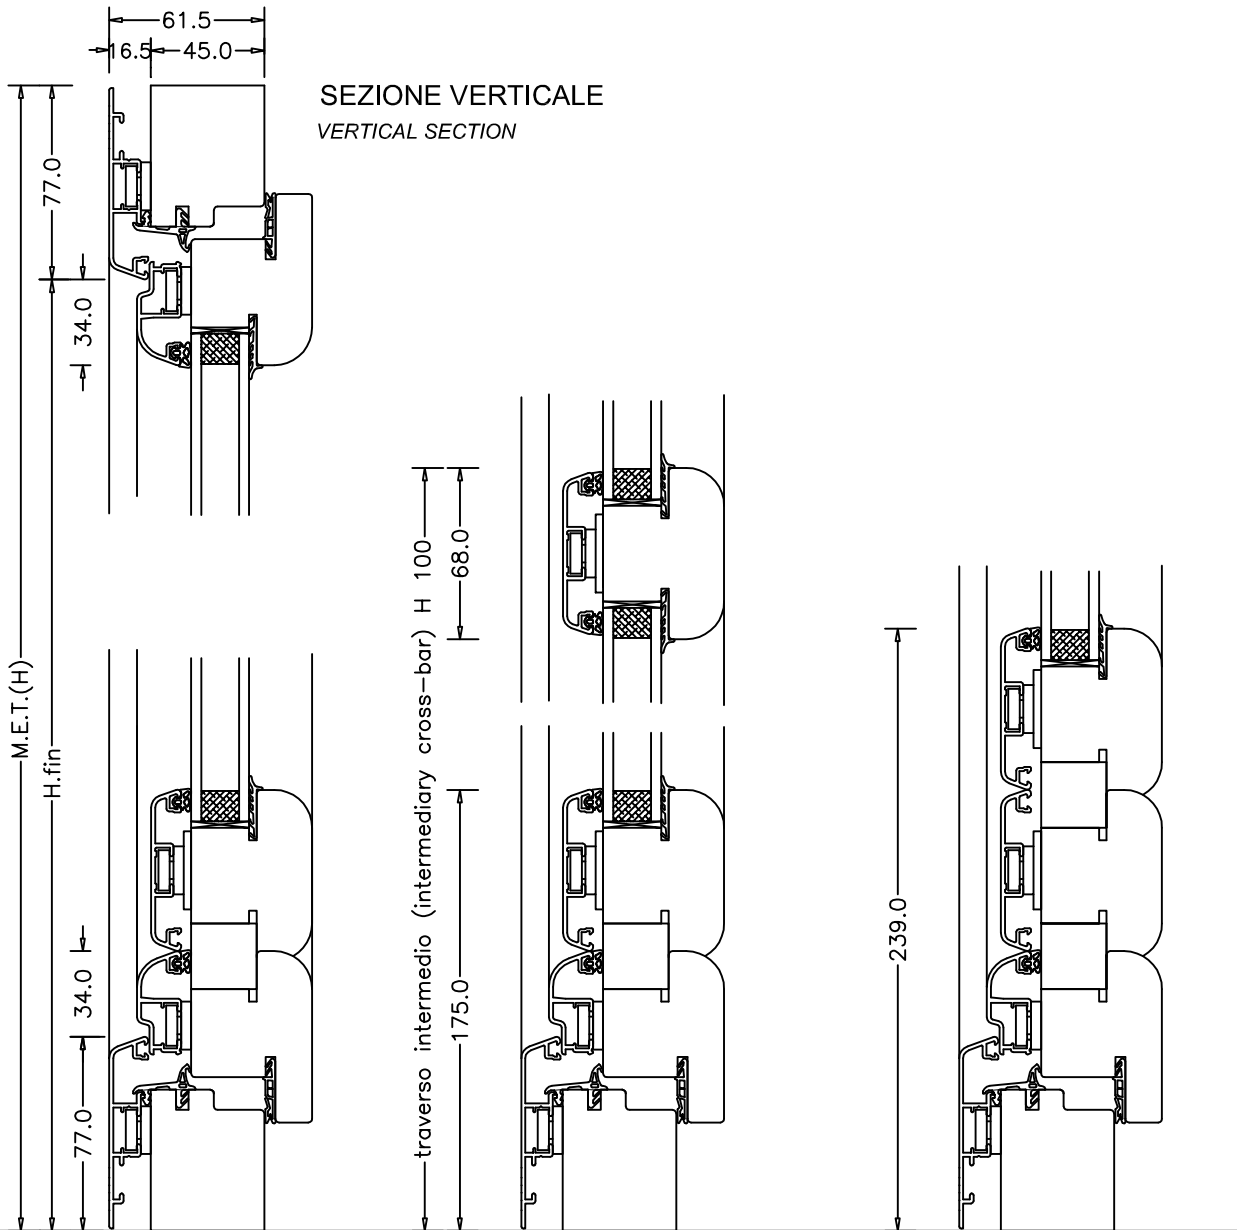 61.5
16.5
45.0
SEZIONE VERTICALE
VERTICAL SECTION
77.0
34.0
M.E.T.(H)
H.fin
34.0
77.0
traverso intermedio (intermediary cross-bar) H 100
68.0
175.0
239.0